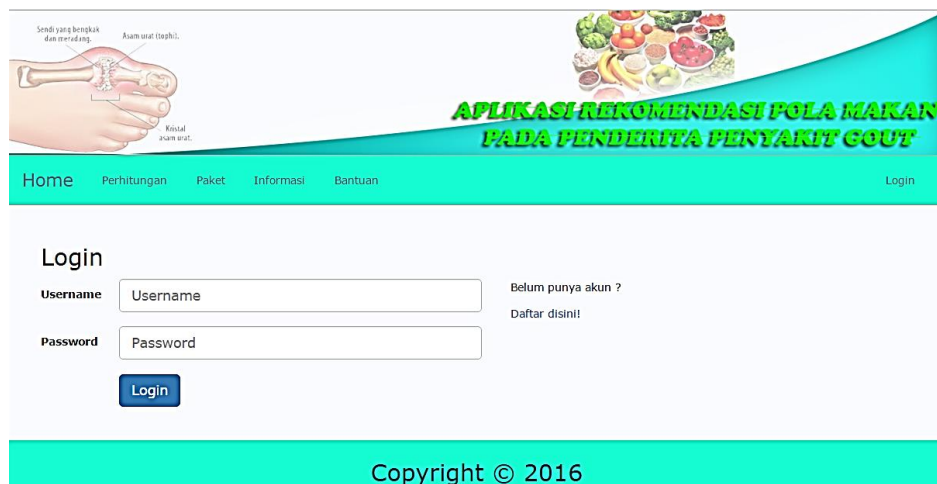 Sendi yang bengkak
dan meradang.
Asam urat (tophi).
Kristal
asam urat.
APLIKASI REKOMENDASI POLA MAKAN
PADA PENDERITA PENYAKIT GOUT
Home Perhitungan Paket Informasi Bantuan Login
Login
Username Username
Belum punya akun ?
Daftar disini!
Password Password
Login
Copyright © 2016